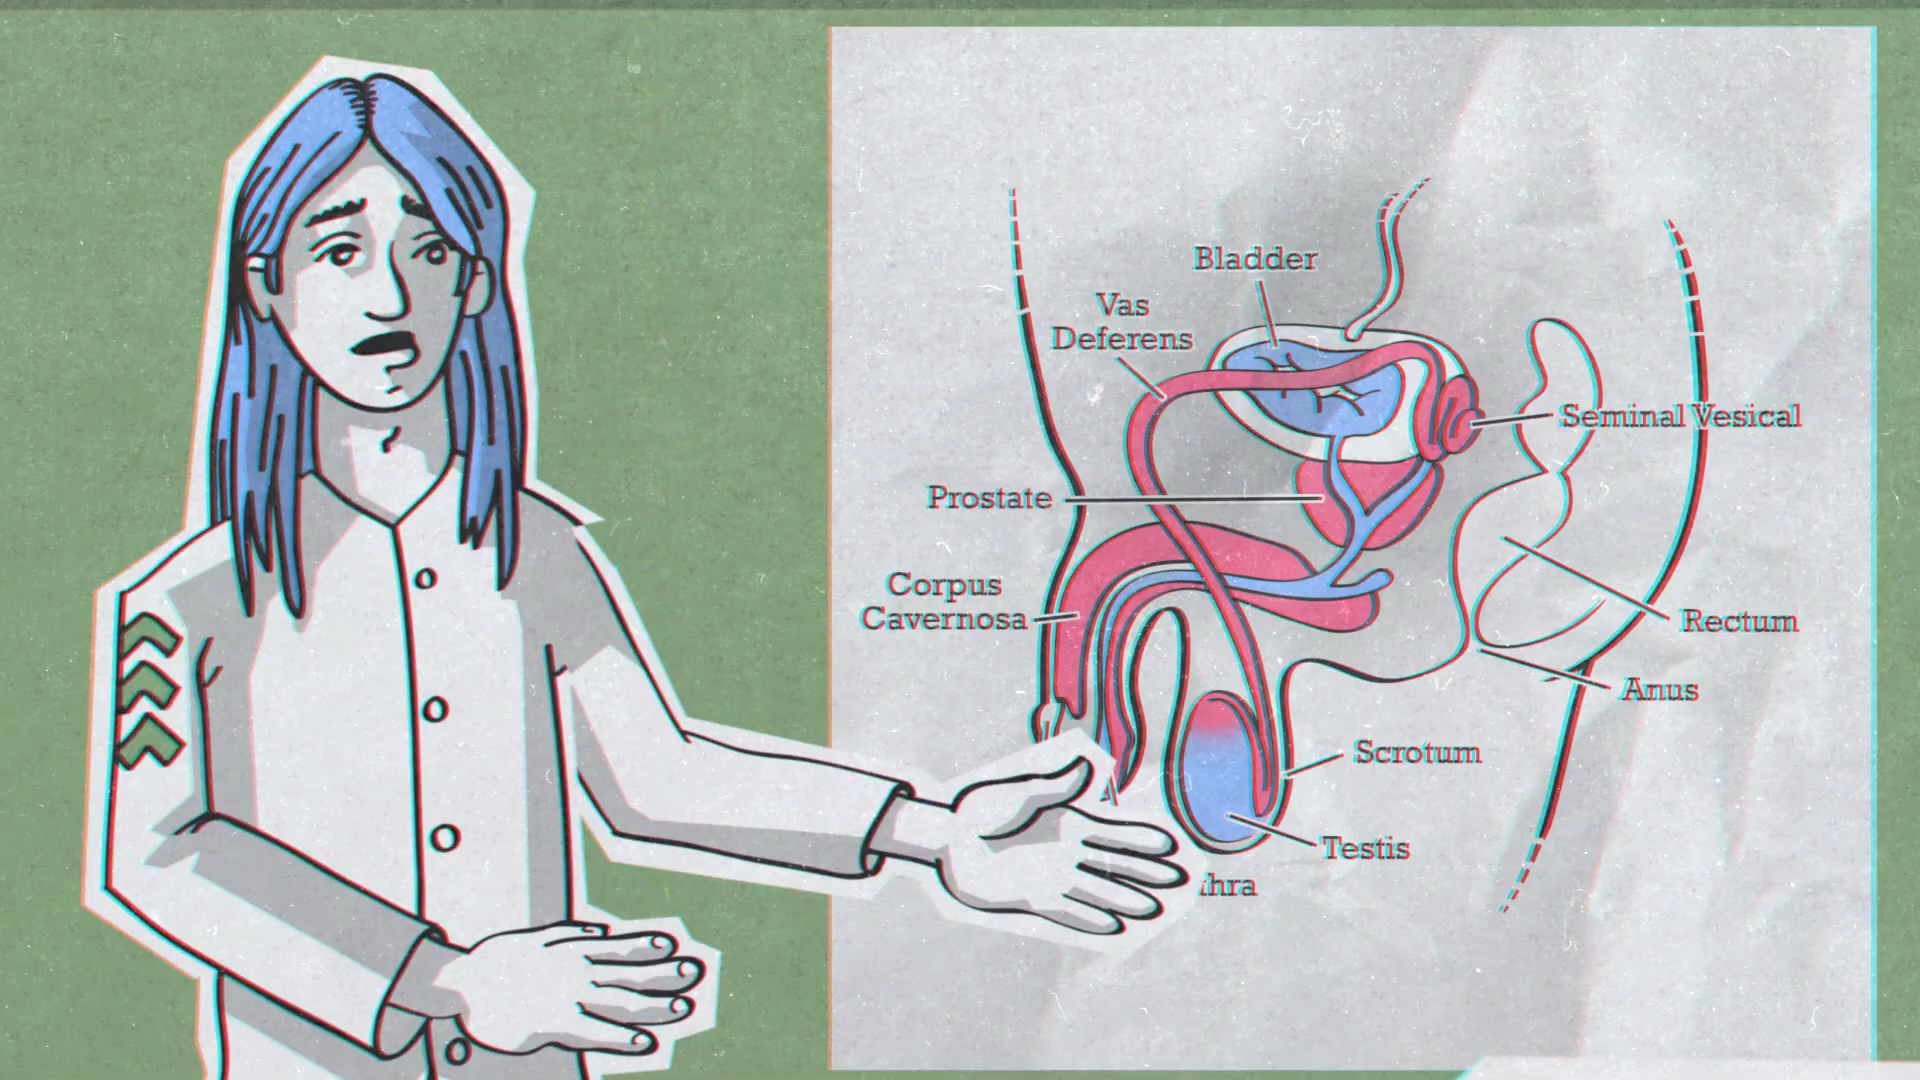 Bladder
Vas
Deferens
Seminal Vesical
Prostate
Corpus
Cavernosa
Rectum
Anus
Scrotum
Testis